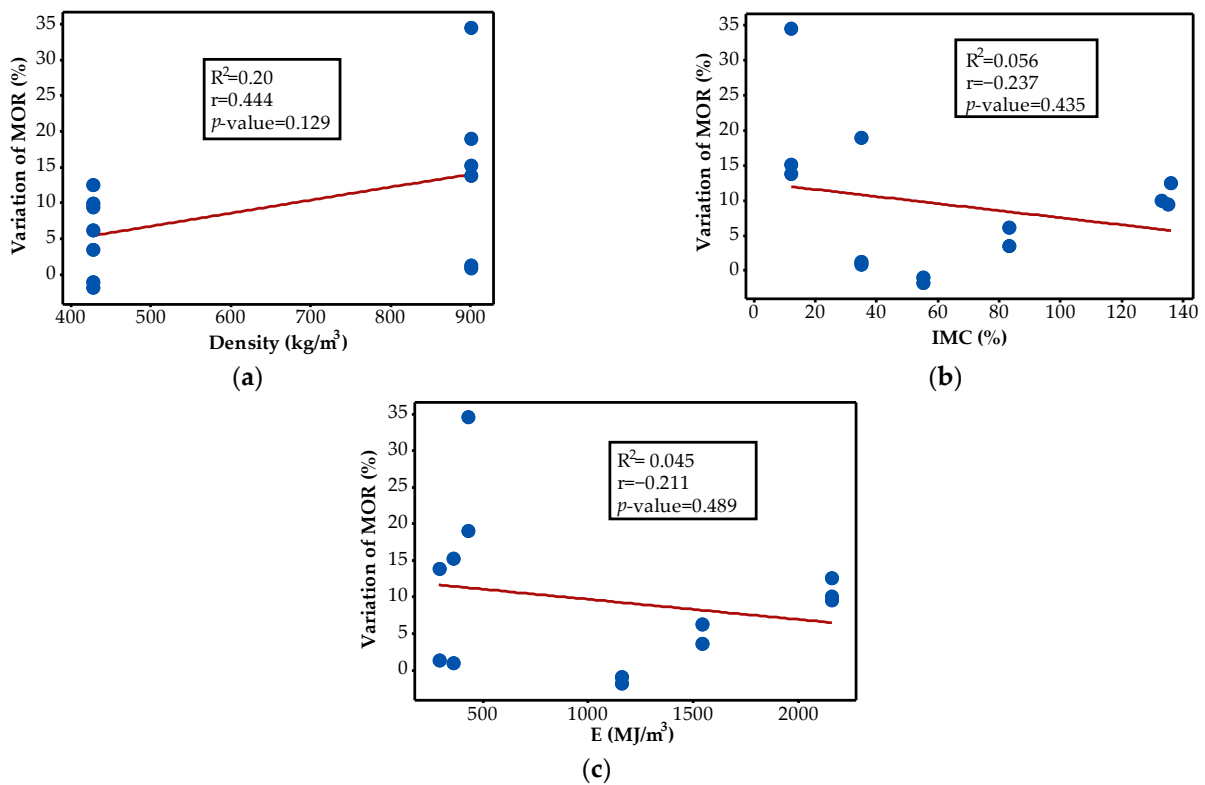 35
30
25
20
15
10
5
0
Variation of MOR (%)
R²=0.20
r=0.444
p-value=0.129
400 500 600 700 800 900
Density (kg/m³)
(a)
35
30
25
20
15
10
5
0
Variation of MOR (%)
R²=0.056
r=−0.237
p-value=0.435
0 20 40 60 80 100 120 140
IMC (%)
(b)
35
30
25
20
15
10
5
0
Variation of MOR (%)
R²= 0.045
r=−0.211
p-value=0.489
500 1000 1500 2000
E (MJ/m³)
(c)